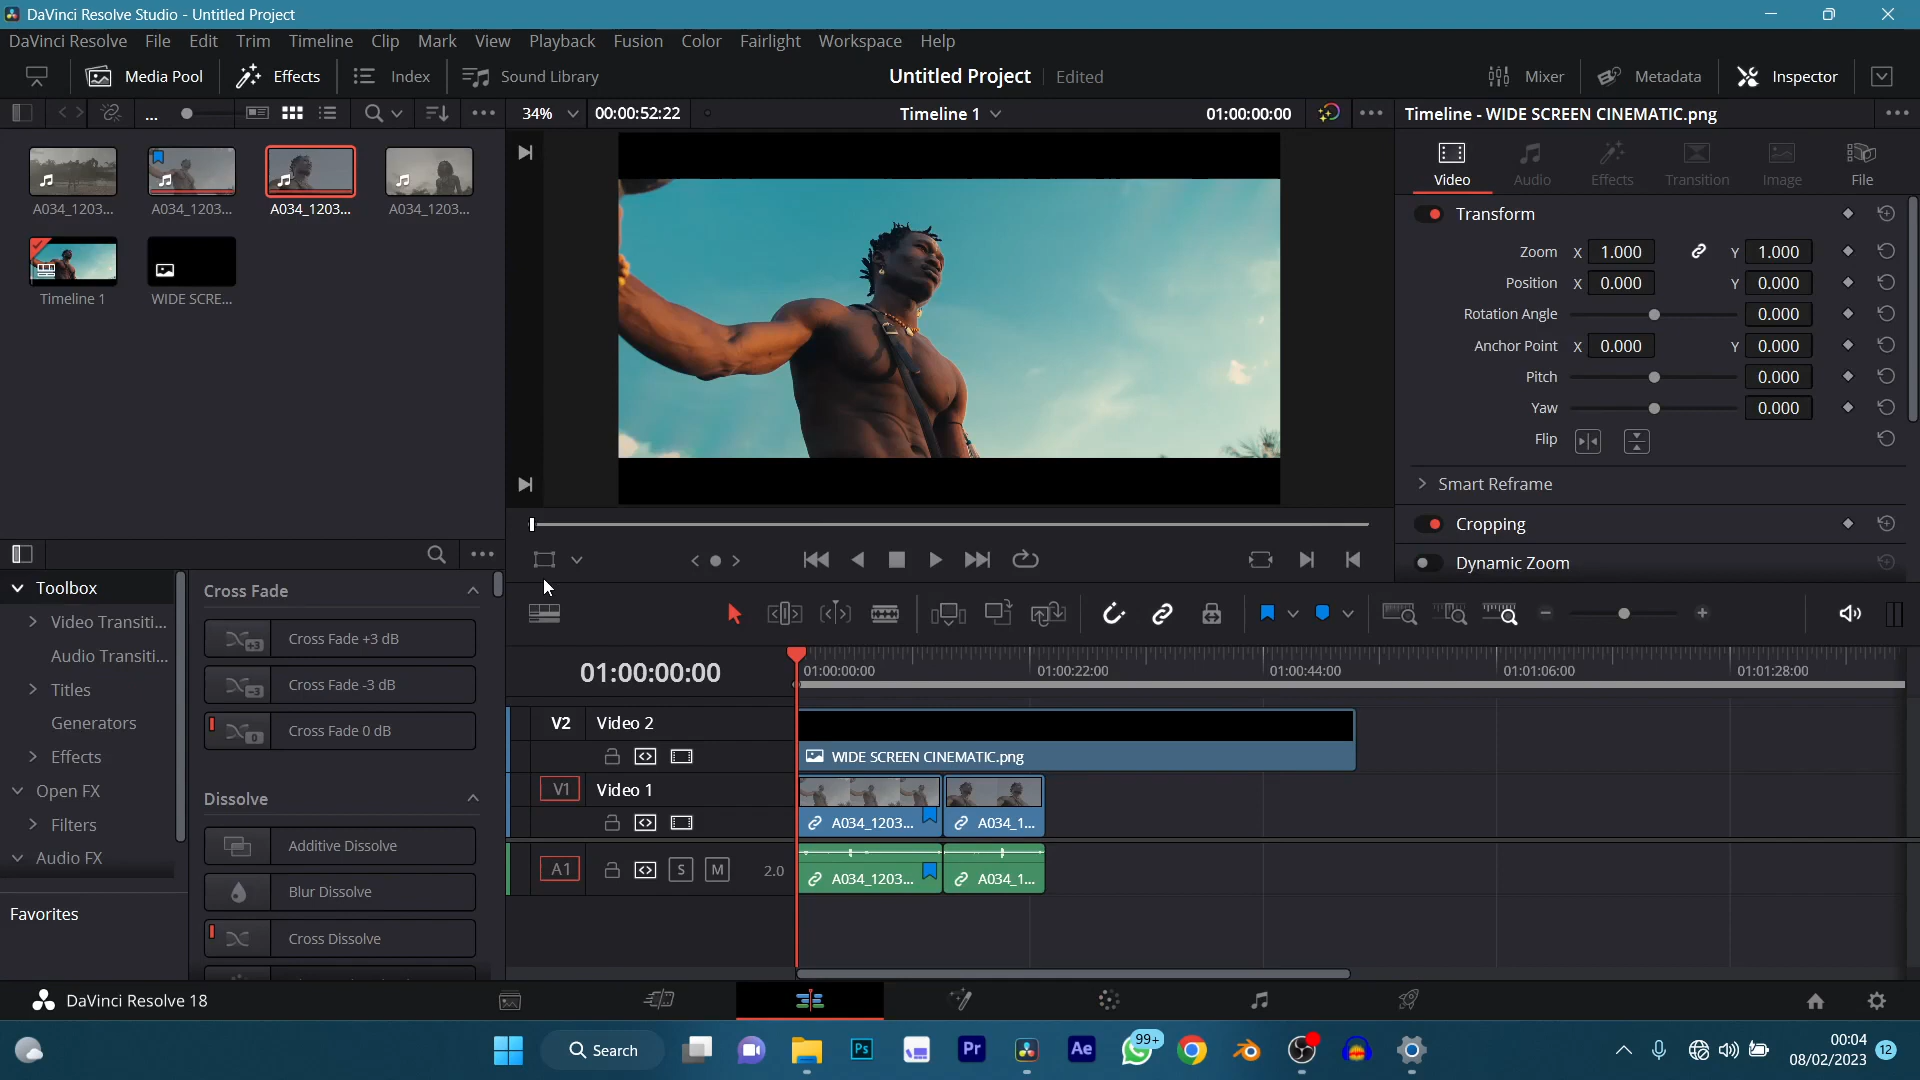 DaVinci Resolve Studio - Untitled Project
DaVinci Resolve File Edit Trim Timeline Clip Mark View Playback Fusion Color Fairlight Workspace Help
Media Pool Effects Index Sound Library Untitled Project Edited Mixer Metadata Inspector
... 34% 00:00:52:22 Timeline 1 01:00:00:00 Timeline - WIDE SCREEN CINEMATIC.png
Video Audio Effects Transition Image File
A034_1203... A034_1203... A034_1203... A034_1203...
Timeline 1 WIDE SCRE...
Transform
Zoom X 1.000 Y 1.000
Position X 0.000 Y 0.000
Rotation Angle 0.000
Anchor Point X 0.000 Y 0.000
Pitch 0.000
Yaw 0.000
Flip
Smart Reframe
Cropping
Dynamic Zoom
Toolbox
Video Transiti...
Audio Transiti...
Titles
Generators
Effects
Open FX
Filters
Audio FX
Favorites
Cross Fade
+3 Cross Fade +3 dB
-3 Cross Fade -3 dB
0 Cross Fade 0 dB
Dissolve
Additive Dissolve
Blur Dissolve
Cross Dissolve
01:00:00:00
01:00:00:00 01:00:22:00 01:00:44:00 01:01:06:00 01:01:28:00
V2 Video 2
WIDE SCREEN CINEMATIC.png
V1 Video 1
A034_1203... A034_1...
A1 S M 2.0
A034_1203... A034_1...
DaVinci Resolve 18
Search Ps Pr Ae 99+
00:04
08/02/2023 12